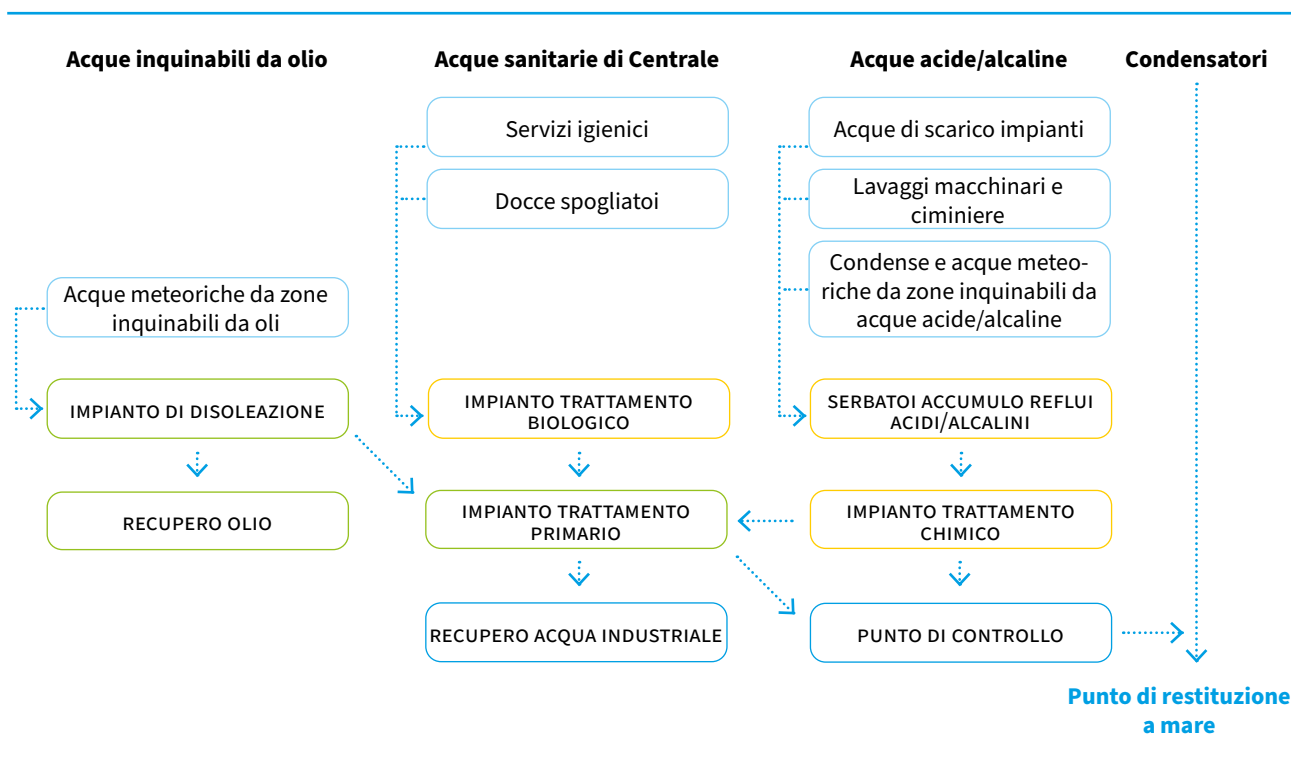 Acque inquinabili da olio
Acque sanitarie di Centrale
Acque acide/alcaline
Condensatori
Servizi igienici
Acque di scarico impianti
Docce spogliatoi
Lavaggi macchinari e
ciminiere
Acque meteoriche da zone
inquinabili da oli
Condense e acque meteo-
riche da zone inquinabili da
acque acide/alcaline
IMPIANTO DI DISOLEAZIONE
IMPIANTO TRATTAMENTO
BIOLOGICO
SERBATOI ACCUMULO REFLUI
ACIDI/ALCALINI
RECUPERO OLIO
IMPIANTO TRATTAMENTO
PRIMARIO
IMPIANTO TRATTAMENTO
CHIMICO
RECUPERO ACQUA INDUSTRIALE
PUNTO DI CONTROLLO
Punto di restituzione
a mare